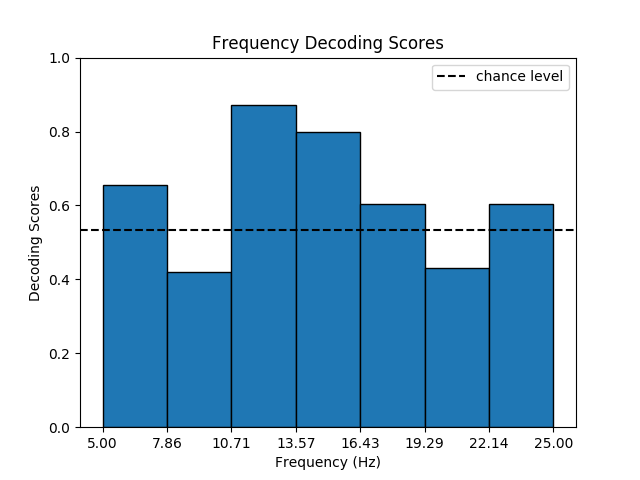 Frequency Decoding Scores
chance level
1.0
0.8
0.6
0.4
0.2
0.0
Decoding Scores
5.00 7.86 10.71 13.57 16.43 19.29 22.14 25.00
Frequency (Hz)